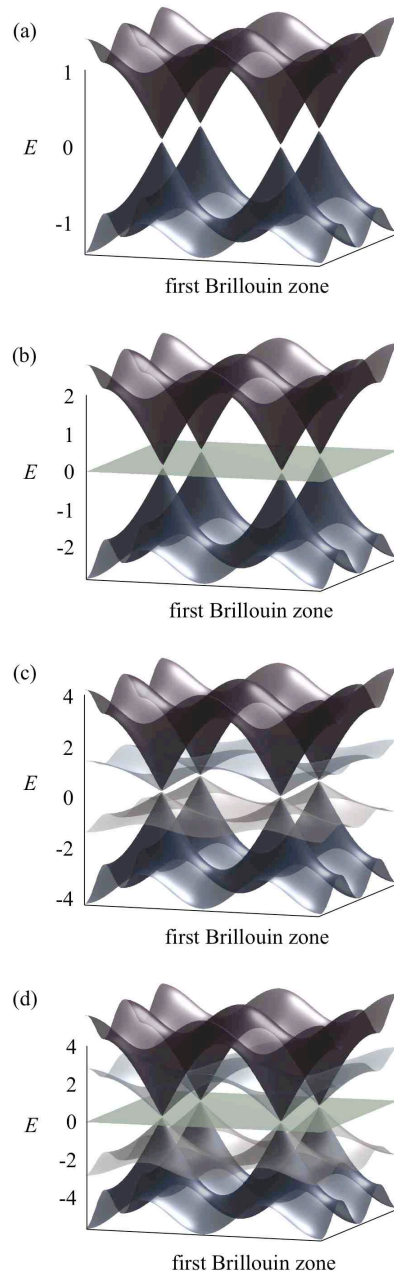 (a)
1
E 0
-1
first Brillouin zone
(b)
2
1
E 0
-1
-2
first Brillouin zone
(c)
4
2
E 0
-2
-4
first Brillouin zone
(d)
4
2
E 0
-2
-4
first Brillouin zone